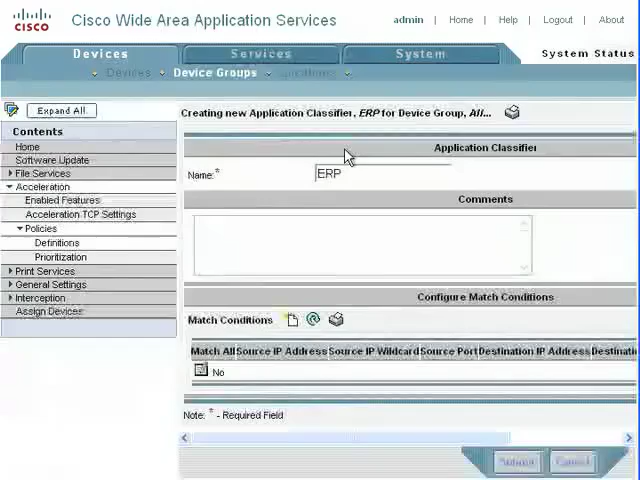 CISCO
Cisco Wide Area Application Services
admin | Home | Help | Logout | About
Devices
Services
System
System Status
Devices
Device Groups
Expand All
Creating new Application Classifier, ERP for Device Group, All...
Contents
Home
Software Update
File Services
Acceleration
Enabled Features
Acceleration TCP Settings
Policies
Definitions
Prioritization
Print Services
General Settings
Interception
Assign Devices
Application Classifier
Name:*
ERP
Comments
Configure Match Conditions
Match Conditions
Match All Source IP Address Source IP Wildcard Source Port Destination IP Address Destinati
No
Note: * - Required Field
Submit
Cancel